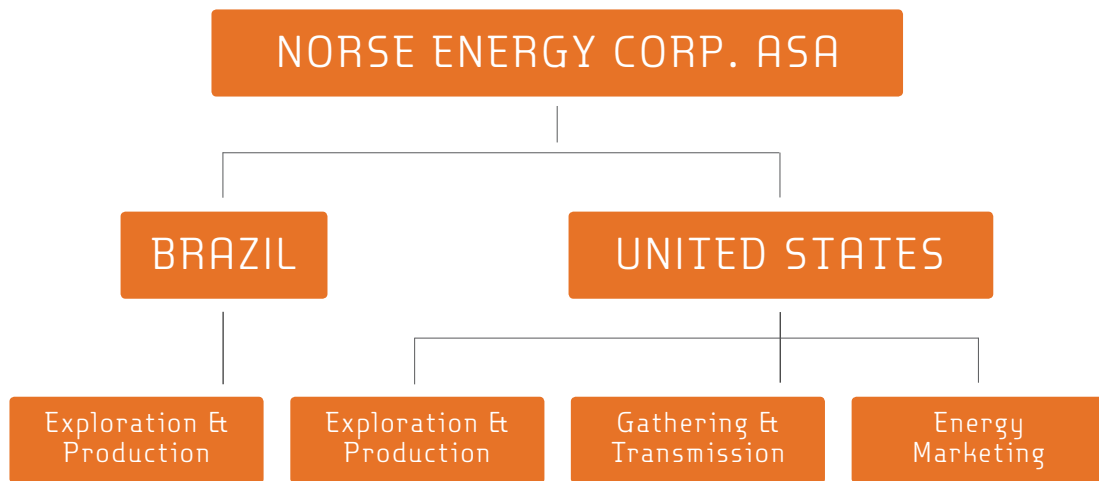 NORSE ENERGY CORP. ASA
BRAZIL
UNITED STATES
Exploration &
Production
Exploration &
Production
Gathering &
Transmission
Energy
Marketing